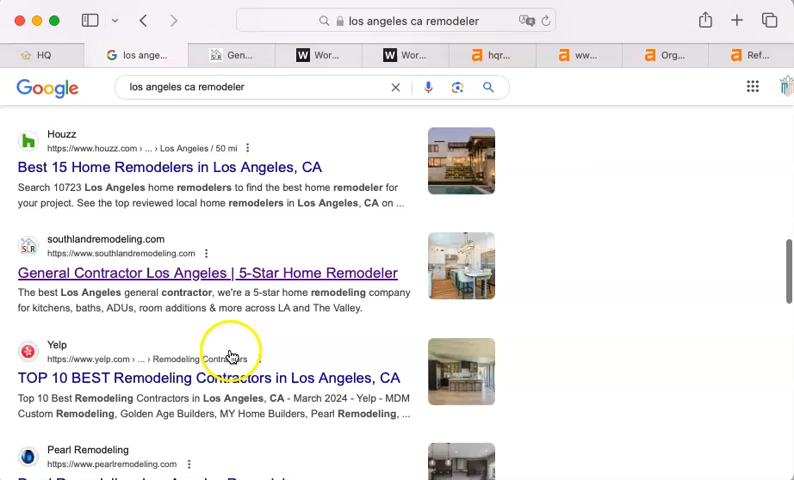 los angeles ca remodeler
HQ
los ange...
Gen...
Wor...
Wor...
hqr...
ww...
Org...
Ref...
Google
los angeles ca remodeler
Houzz
https://www.houzz.com › ... › Los Angeles / 50 mi
Best 15 Home Remodelers in Los Angeles, CA
Search 10723 Los Angeles home remodelers to find the best home remodeler for
your project. See the top reviewed local home remodelers in Los Angeles, CA on ...
southlandremodeling.com
https://www.southlandremodeling.com
General Contractor Los Angeles | 5-Star Home Remodeler
The best Los Angeles general contractor, we're a 5-star home remodeling company
for kitchens, baths, ADUs, room additions & more across LA and The Valley.
Yelp
https://www.yelp.com › ... › Remodeling Contractors
TOP 10 BEST Remodeling Contractors in Los Angeles, CA
Top 10 Best Remodeling Contractors in Los Angeles, CA - March 2024 - Yelp - MDM
Custom Remodeling, Golden Age Builders, MY Home Builders, Pearl Remodeling, ...
Pearl Remodeling
https://www.pearlremodeling.com